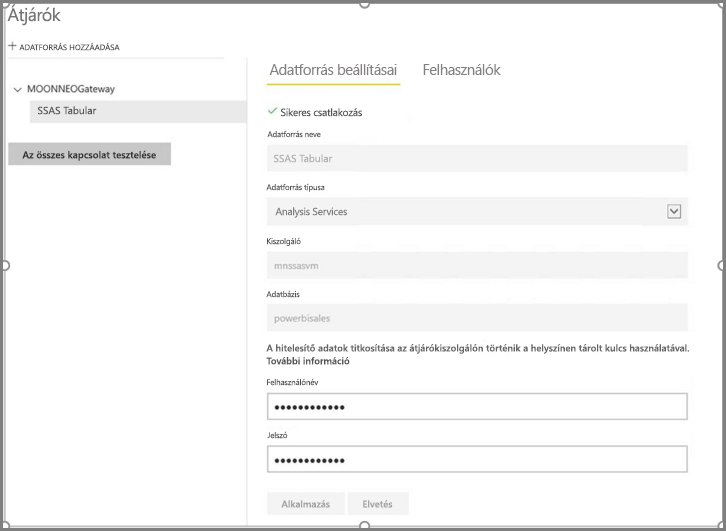 Átjárók
+ ADATFORRÁS HOZZÁADÁSA
MOONNEOGateway
SSAS Tabular
Az összes kapcsolat tesztelése
Adatforrás beállításai
Felhasználók
Sikeres csatlakozás
Adatforrás neve
SSAS Tabular
Adatforrás típusa
Analysis Services
Kiszolgáló
mnssasvm
Adatbázis
powerbisales
A hitelesítő adatok titkosítása az átjárókiszolgálón történik a helyszínen tárolt kulcs használatával.
További információ
Felhasználónév
••••••••••••
Jelszó
••••••••••••
Alkalmazás
Elvetés